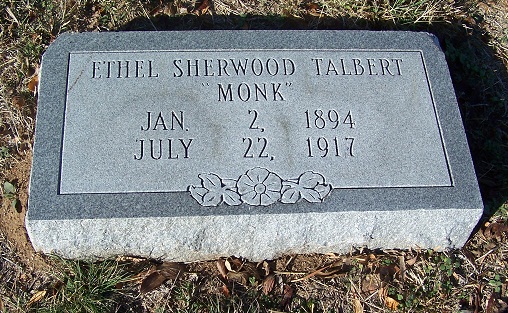 ETHEL SHERWOOD TALBERT
"MONK"
JAN. 2, 1894
JULY 22, 1917